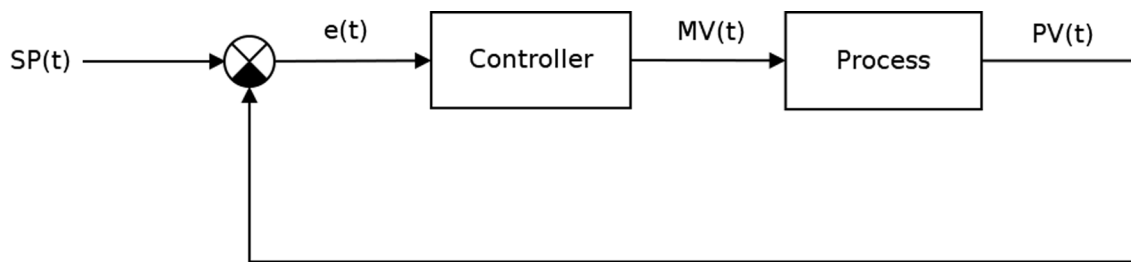 SP(t)
e(t)
Controller
MV(t)
Process
PV(t)